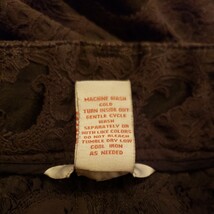 MACHINE WASH
COLD
TURN INSIDE OUT
GENTLE CYCLE
WASH
SEPARATELY OR
WITH LIKE COLORS
DO NOT BLEACH
TUMBLE DRY LOW
COOL IRON
AS NEEDED